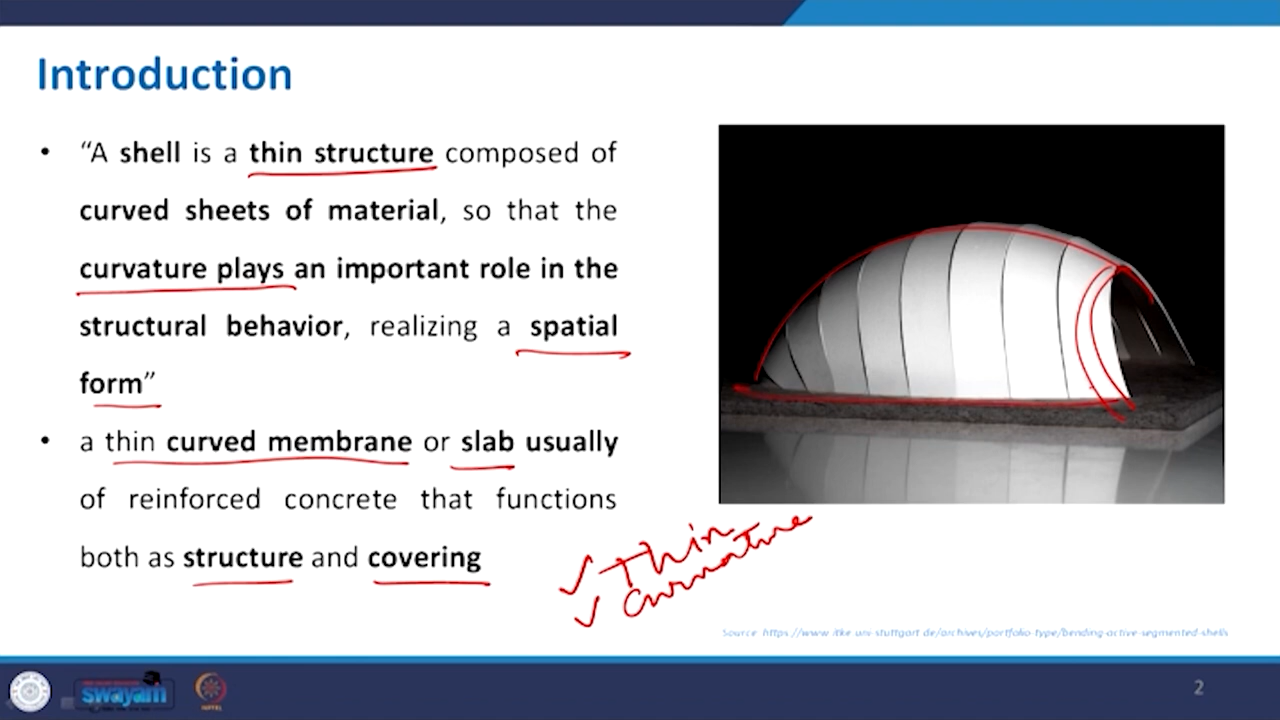 Introduction
• “A shell is a thin structure composed of
curved sheets of material, so that the
curvature plays an important role in the
structural behavior, realizing a spatial
form”
• a thin curved membrane or slab usually
of reinforced concrete that functions
both as structure and covering
✓ Thin
✓ Curvature
Source: https://www.itke.uni-stuttgart.de/archives/portfolio-type/bending-active-segmented-shells
swayam
2